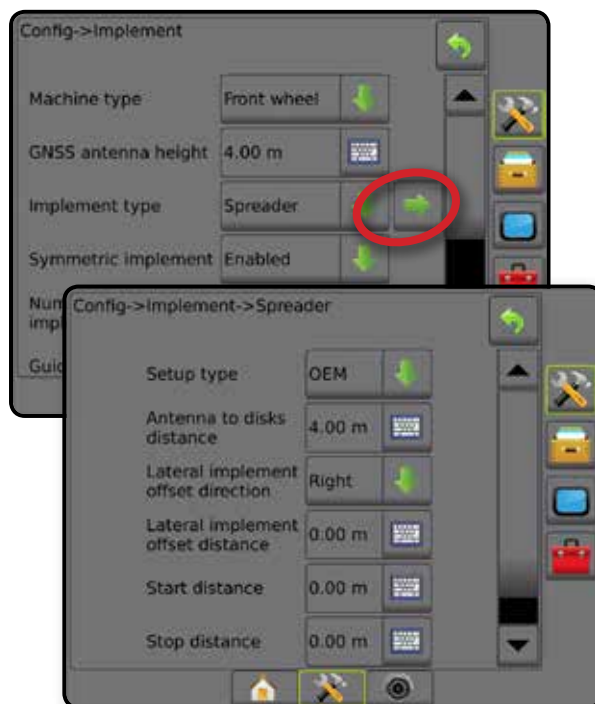 Config->Implement
Machine type Front wheel
GNSS antenna height 4.00 m
Implement type Spreader
Symmetric implement Enabled
Config->Implement->Spreader
Setup type OEM
Antenna to disks
distance 4.00 m
Lateral implement
offset direction Right
Lateral implement
offset distance 0.00 m
Start distance 0.00 m
Stop distance 0.00 m